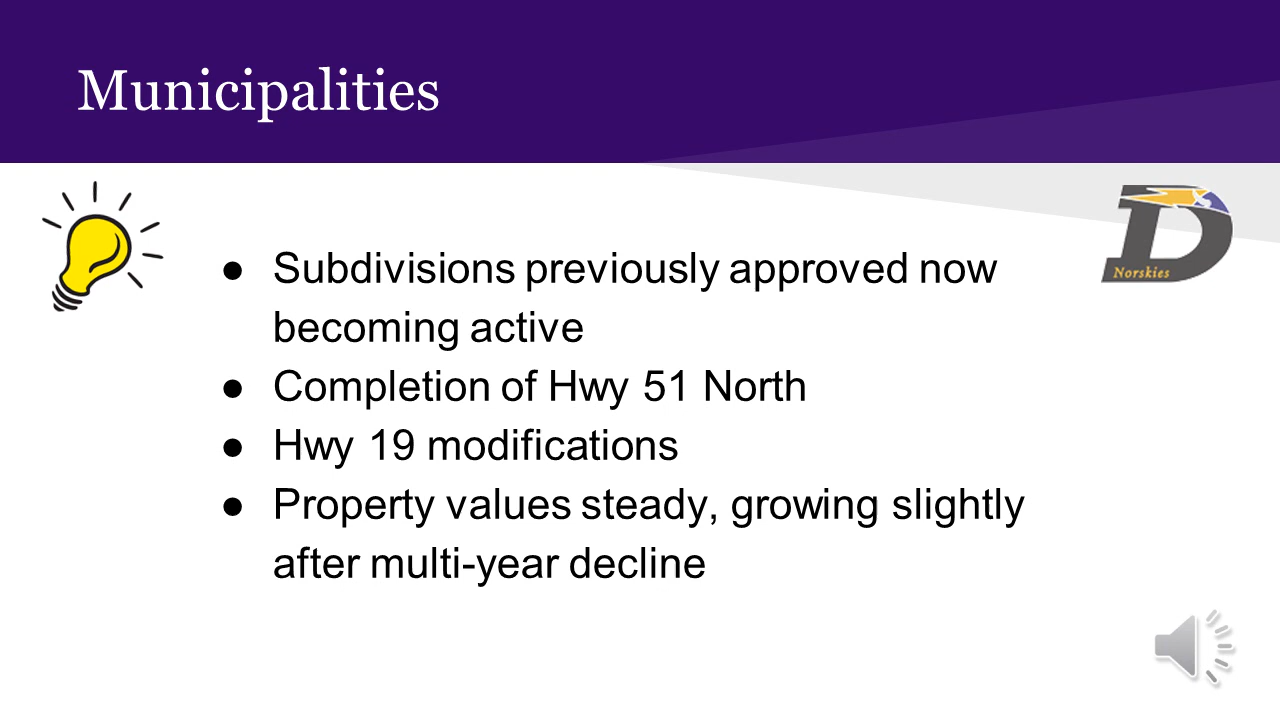 Municipalities
Norskies
● Subdivisions previously approved now
becoming active
● Completion of Hwy 51 North
● Hwy 19 modifications
● Property values steady, growing slightly
after multi-year decline